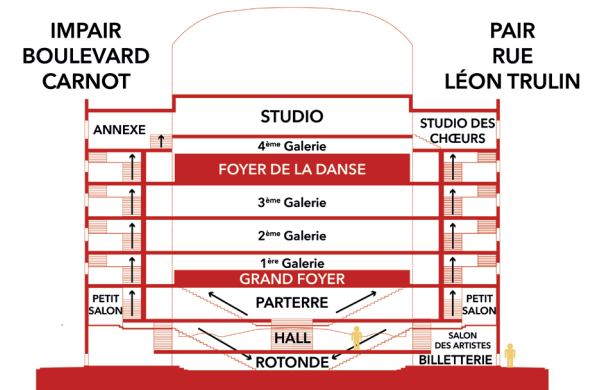 IMPAIR
BOULEVARD
CARNOT
PAIR
RUE
LÉON TRULIN
STUDIO
ANNEXE
STUDIO DES
CHŒURS
4ème Galerie
FOYER DE LA DANSE
3ème Galerie
2ème Galerie
1ère Galerie
GRAND FOYER
PETIT
SALON
PARTERRE
PETIT
SALON
HALL
SALON
DES ARTISTES
ROTONDE
BILLETTERIE